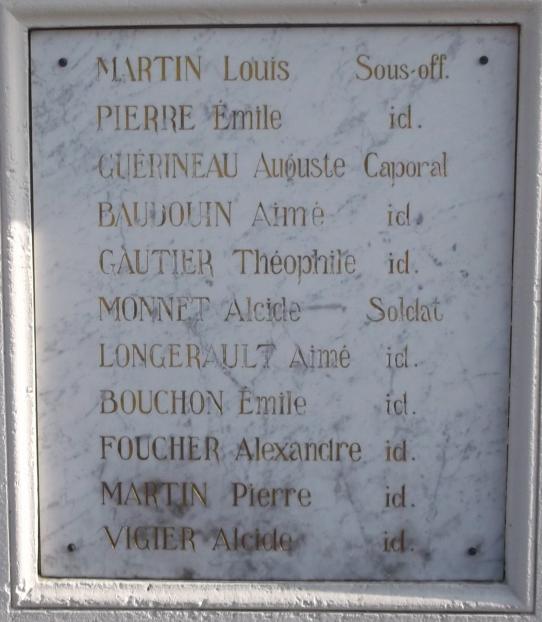 MARTIN Louis Sous-off.
PIERRE Émile id.
GUÉRINEAU Auguste Caporal
BAUDOUIN Aimé id.
GAUTIER Théophile id.
MONNET Alcide Soldat
LONGERAULT Aimé id.
BOUCHON Émile id.
FOUCHER Alexandre id.
MARTIN Pierre id.
VIGIER Alcide id.